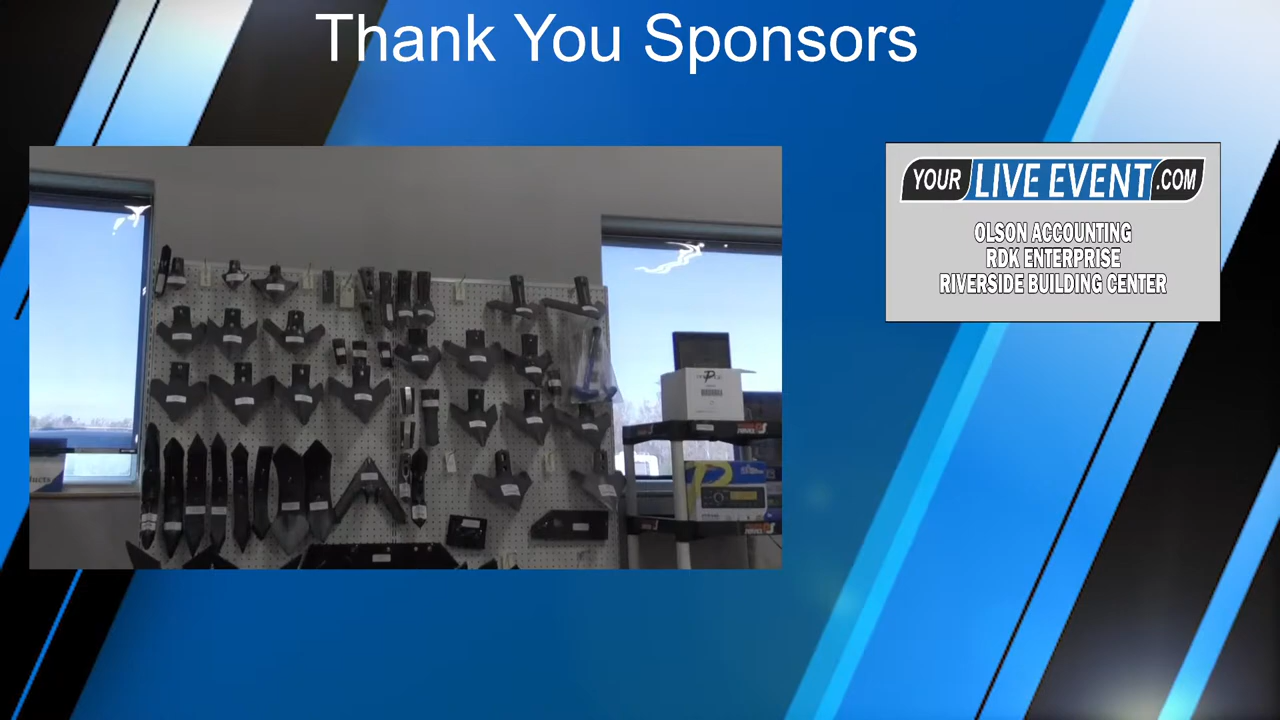 Thank You Sponsors
YOUR LIVE EVENT .COM
OLSON ACCOUNTING
RDK ENTERPRISE
RIVERSIDE BUILDING CENTER